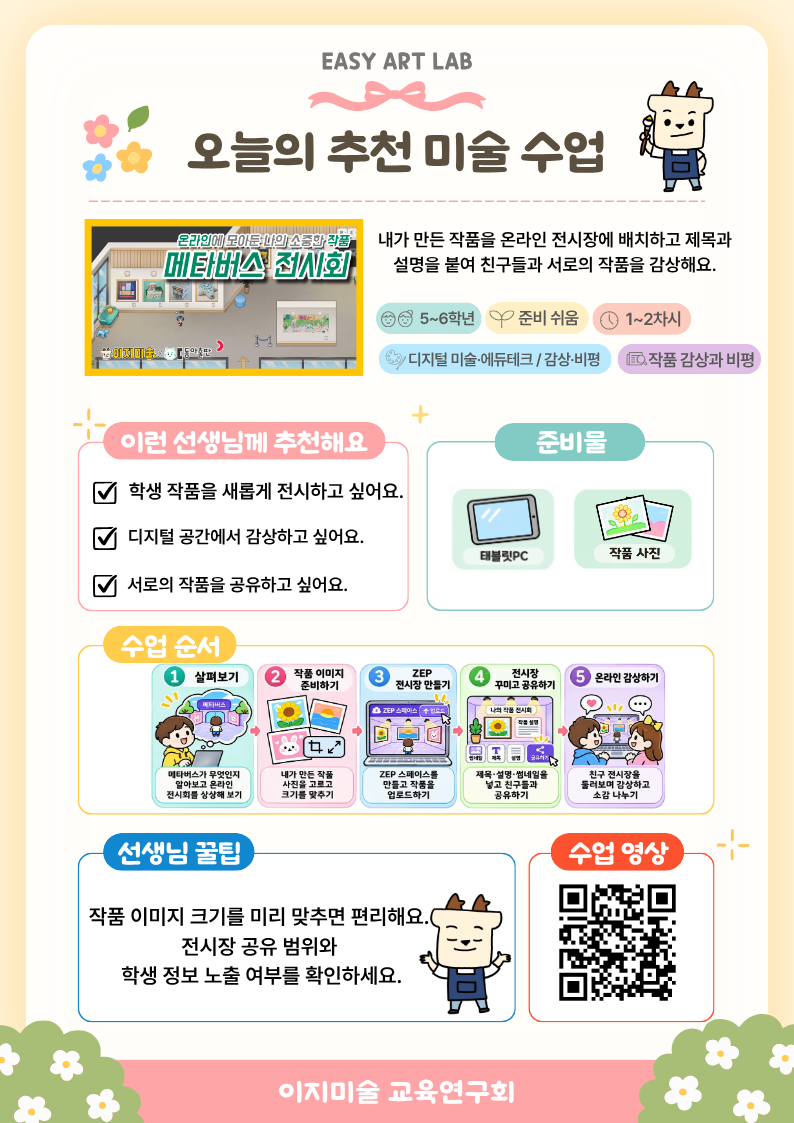 EASY ART LAB
오늘의 추천 미술 수업
온라인에 모아둔 나의 소중한 작품
메타버스 전시회
이지미술
동아출판
내가 만든 작품을 온라인 전시장에 배치하고 제목과
설명을 붙여 친구들과 서로의 작품을 감상해요.
5~6학년
준비 쉬움
1~2차시
디지털 미술·에듀테크 / 감상·비평
작품 감상과 비평
이런 선생님께 추천해요
학생 작품을 새롭게 전시하고 싶어요.
디지털 공간에서 감상하고 싶어요.
서로의 작품을 공유하고 싶어요.
준비물
태블릿PC
작품 사진
수업 순서
1 살펴보기
메타버스
메타버스가 무엇인지
알아보고 온라인
전시회를 상상해 보기
2 작품 이미지
준비하기
내가 만든 작품
사진을 고르고
크기를 맞추기
3 ZEP
전시장 만들기
ZEP 스페이스
업로드
ZEP 스페이스를
만들고 작품을
업로드하기
4 전시장
꾸미고 공유하기
나의 작품 전시회
작품 설명
썸네일
제목
설명
공유하기
제목·설명·썸네일을
넣고 친구들과
공유하기
5 온라인 감상하기
친구 전시장을
둘러보며 감상하고
소감 나누기
선생님 꿀팁
작품 이미지 크기를 미리 맞추면 편리해요.
전시장 공유 범위와
학생 정보 노출 여부를 확인하세요.
수업 영상
이지미술 교육연구회